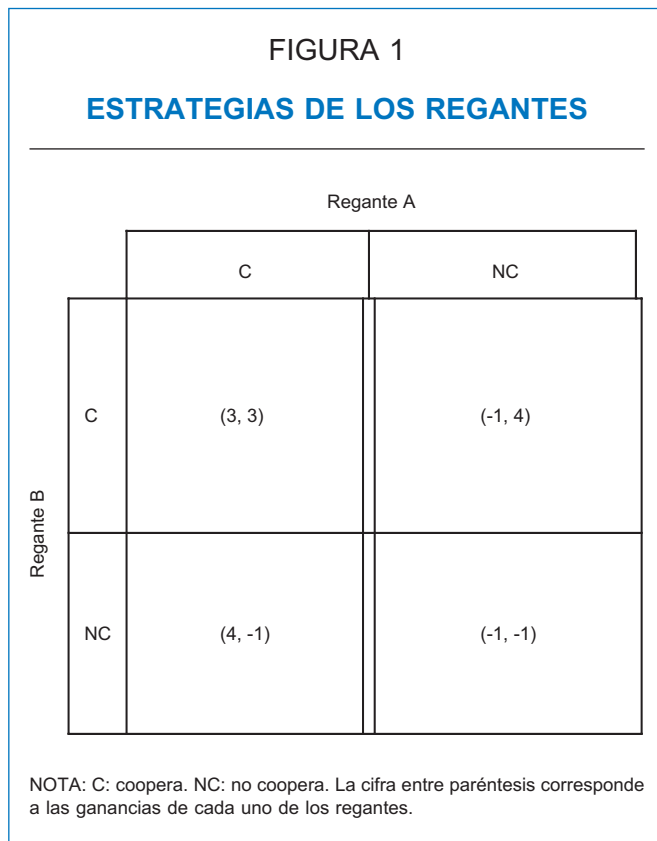 FIGURA 1
ESTRATEGIAS DE LOS REGANTES
Regante A
C NC
Regante B
C (3, 3) (-1, 4)
NC (4, -1) (-1, -1)
NOTA: C: coopera. NC: no coopera. La cifra entre paréntesis corresponde
a las ganancias de cada uno de los regantes.